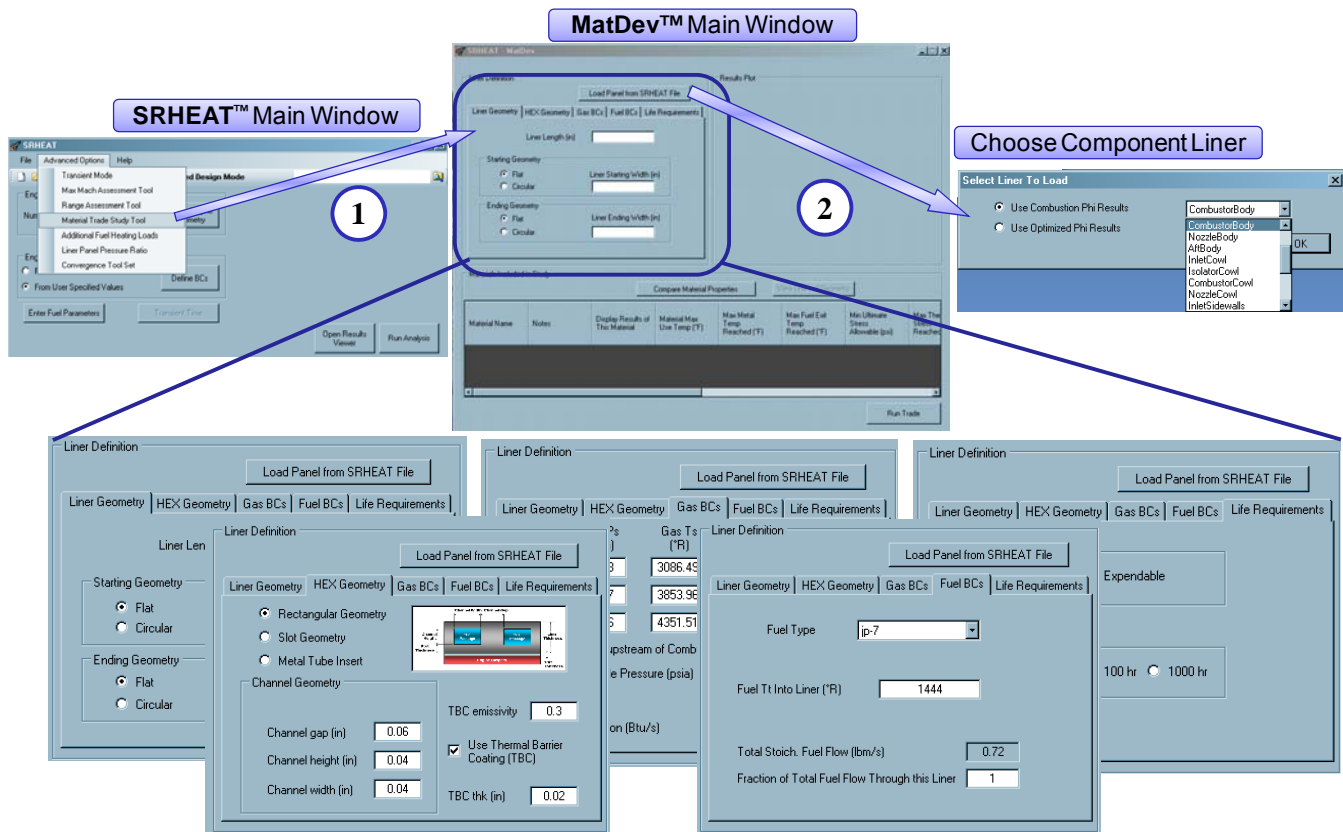 MatDev™ Main Window
SRHEAT - MatDev
Liner Definition
Results Plot
Load Panel from SRHEAT File
Liner Geometry HEX Geometry Gas BCs Fuel BCs Life Requirements
Liner Length (in)
Starting Geometry
Flat
Liner Starting Width (in)
Circular
Ending Geometry
Flat
Liner Ending Width (in)
Circular
Compare Material Properties
Material Name
Notes
Display Results of This Material
Material Max Use Temp (°F)
Max Metal Temp Reached (°F)
Max Fuel Exit Temp Reached (°F)
Min Ultimate Stress Allowable (psi)
Max The
Stress
Reached
Run Trade
SRHEAT™ Main Window
SRHEAT
File Advanced Options Help
Transient Mode
ed Design Mode
Max Mach Assessment Tool
Range Assessment Tool
Material Trade Study Tool
Additional Fuel Heating Loads
Liner Panel Pressure Ratio
Convergence Tool Set
Eng
Num
metry
Eng
Define BCs
From User Specified Values
Enter Fuel Parameters
Transient Time
Open Results Viewer
Run Analysis
1
2
Choose Component Liner
Select Liner To Load
Use Combustion Phi Results
CombustorBody
Use Optimized Phi Results
CombustorBody
NozzleBody
AftBody
InletCowl
IsolatorCowl
CombustorCowl
NozzleCowl
InletSidewalls
OK
Liner Definition
Load Panel from SRHEAT File
Liner Geometry HEX Geometry Gas BCs Fuel BCs Life Requirements
Liner Len
Starting Geometry
Flat
Circular
Ending Geometry
Flat
Circular
Liner Definition
Load Panel from SRHEAT File
Liner Geometry HEX Geometry Gas BCs Fuel BCs Life Requirements
Rectangular Geometry
Slot Geometry
Metal Tube Insert
Channel Geometry
Channel gap (in) 0.06
Channel height (in) 0.04
Channel width (in) 0.04
TBC emissivity 0.3
Use Thermal Barrier
Coating (TBC)
TBC thk (in) 0.02
Liner Definition
Load Panel from SRHEAT File
Liner Geometry HEX Geometry Gas BCs Fuel BCs Life Requirements
Ps
Gas Ts
(°R)
3086.49
3853.96
4351.51
upstream of Comb
e Pressure (psia)
on (Btu/s)
Liner Definition
Load Panel from SRHEAT File
Liner Geometry HEX Geometry Gas BCs Fuel BCs Life Requirements
Fuel Type jp-7
Fuel Tt Into Liner (°R) 1444
Total Stoich. Fuel Flow (lbm/s) 0.72
Fraction of Total Fuel Flow Through this Liner 1
Liner Definition
Load Panel from SRHEAT File
Liner Geometry HEX Geometry Gas BCs Fuel BCs Life Requirements
Expendable
100 hr 1000 hr